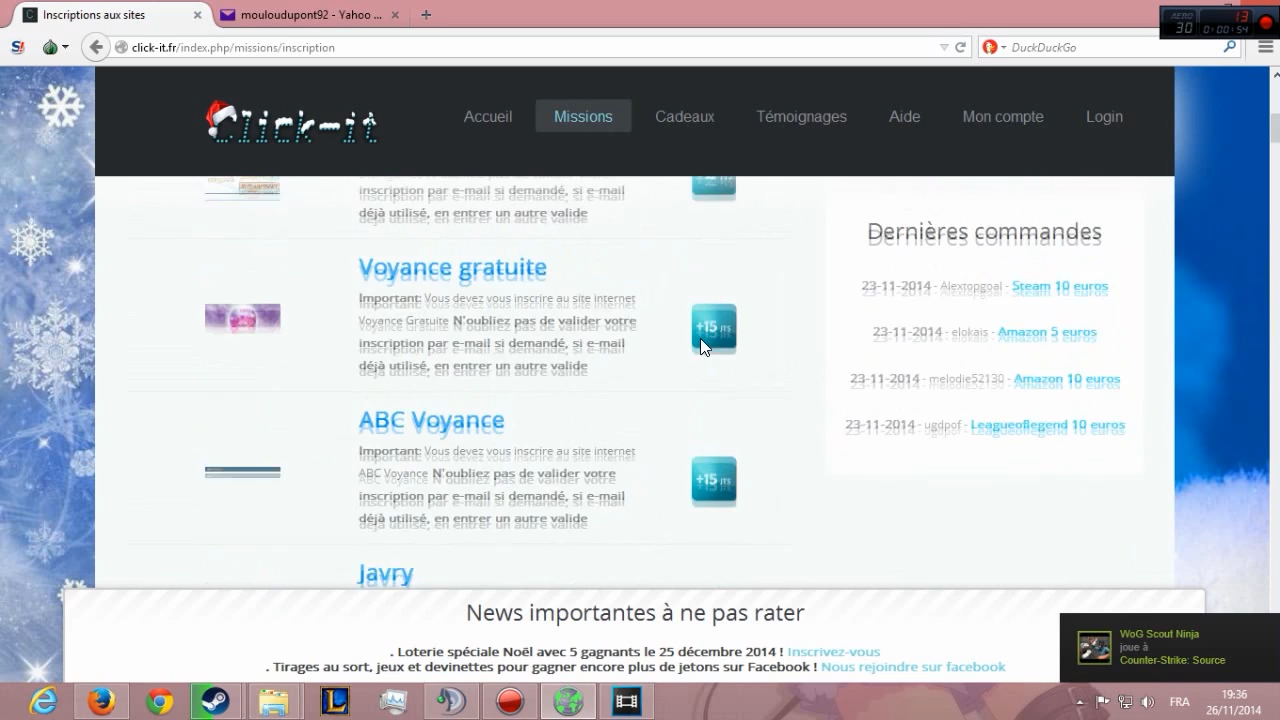 Inscriptions aux sites
mouloudupont92 - Yahoo ...
13
30 0:00:54
click-it.fr/index.php/missions/inscription
DuckDuckGo
Click-it
Accueil Missions Cadeaux Témoignages Aide Mon compte Login
inscription par e-mail si demandé, si e-mail
déjà utilisé, en entrer un autre valide
Voyance gratuite
Important: Vous devez vous inscrire au site internet
Voyance Gratuite N'oubliez pas de valider votre
inscription par e-mail si demandé, si e-mail
déjà utilisé, en entrer un autre valide
+15
ABC Voyance
Important: Vous devez vous inscrire au site internet
ABC Voyance N'oubliez pas de valider votre
inscription par e-mail si demandé, si e-mail
déjà utilisé, en entrer un autre valide
+15
Javry
Dernières commandes
23-11-2014 - Alextopgoal - Steam 10 euros
23-11-2014 - elokais - Amazon 5 euros
23-11-2014 - melodie52130 - Amazon 10 euros
23-11-2014 - ugdpof - Leagueoflegend 10 euros
News importantes à ne pas rater
. Loterie spéciale Noël avec 5 gagnants le 25 décembre 2014 ! Inscrivez-vous
. Tirages au sort, jeux et devinettes pour gagner encore plus de jetons sur Facebook ! Nous rejoindre sur facebook
WoG Scout Ninja
joue à
Counter-Strike: Source
FRA
19:36
26/11/2014